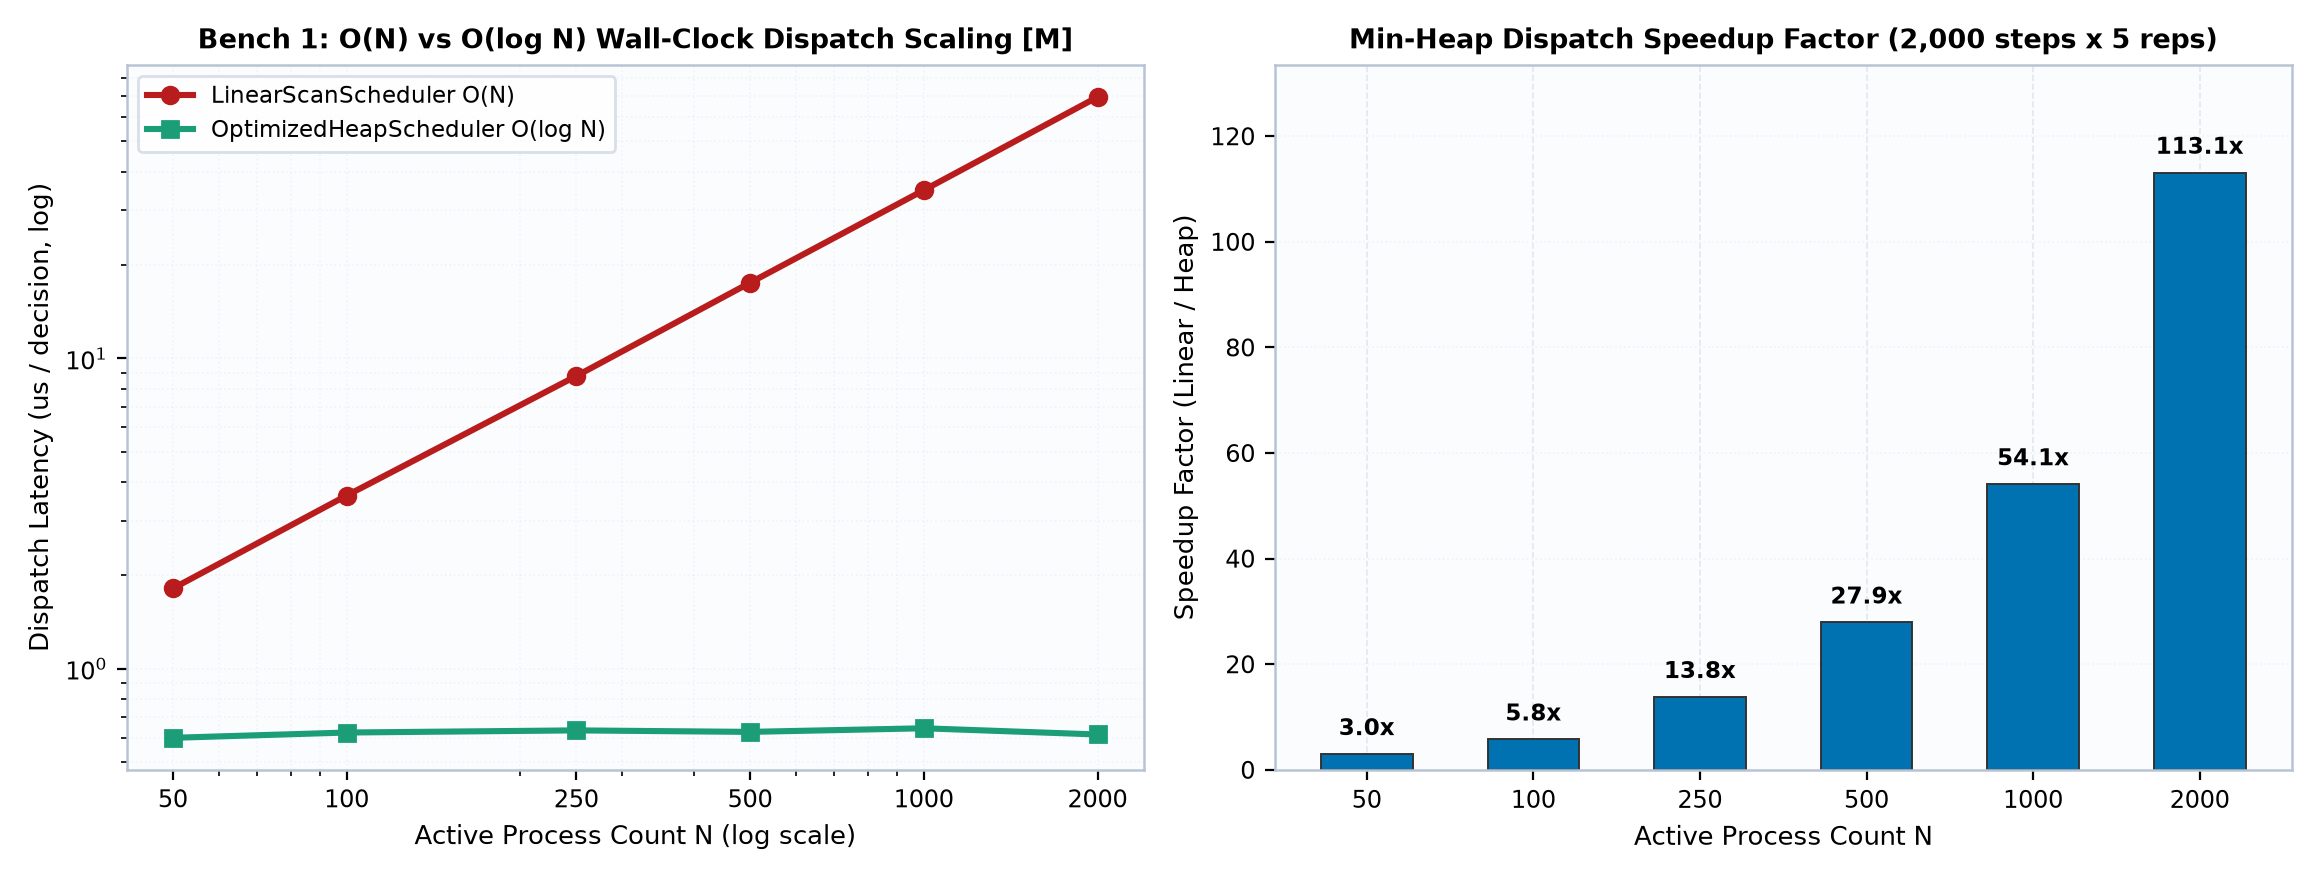 Bench 1: O(N) vs O(log N) Wall-Clock Dispatch Scaling [M]
LinearScanScheduler O(N)
OptimizedHeapScheduler O(log N)
Dispatch Latency (us / decision, log)
10¹
10⁰
50 100 250 500 1000 2000
Active Process Count N (log scale)
Min-Heap Dispatch Speedup Factor (2,000 steps x 5 reps)
Speedup Factor (Linear / Heap)
120
100
80
60
40
20
0
3.0x
5.8x
13.8x
27.9x
54.1x
113.1x
50 100 250 500 1000 2000
Active Process Count N